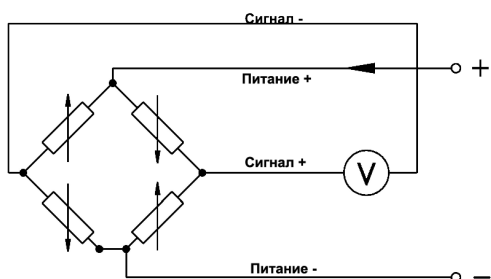 Сигнал -
Питание +
+
Сигнал +
V
Питание -
-